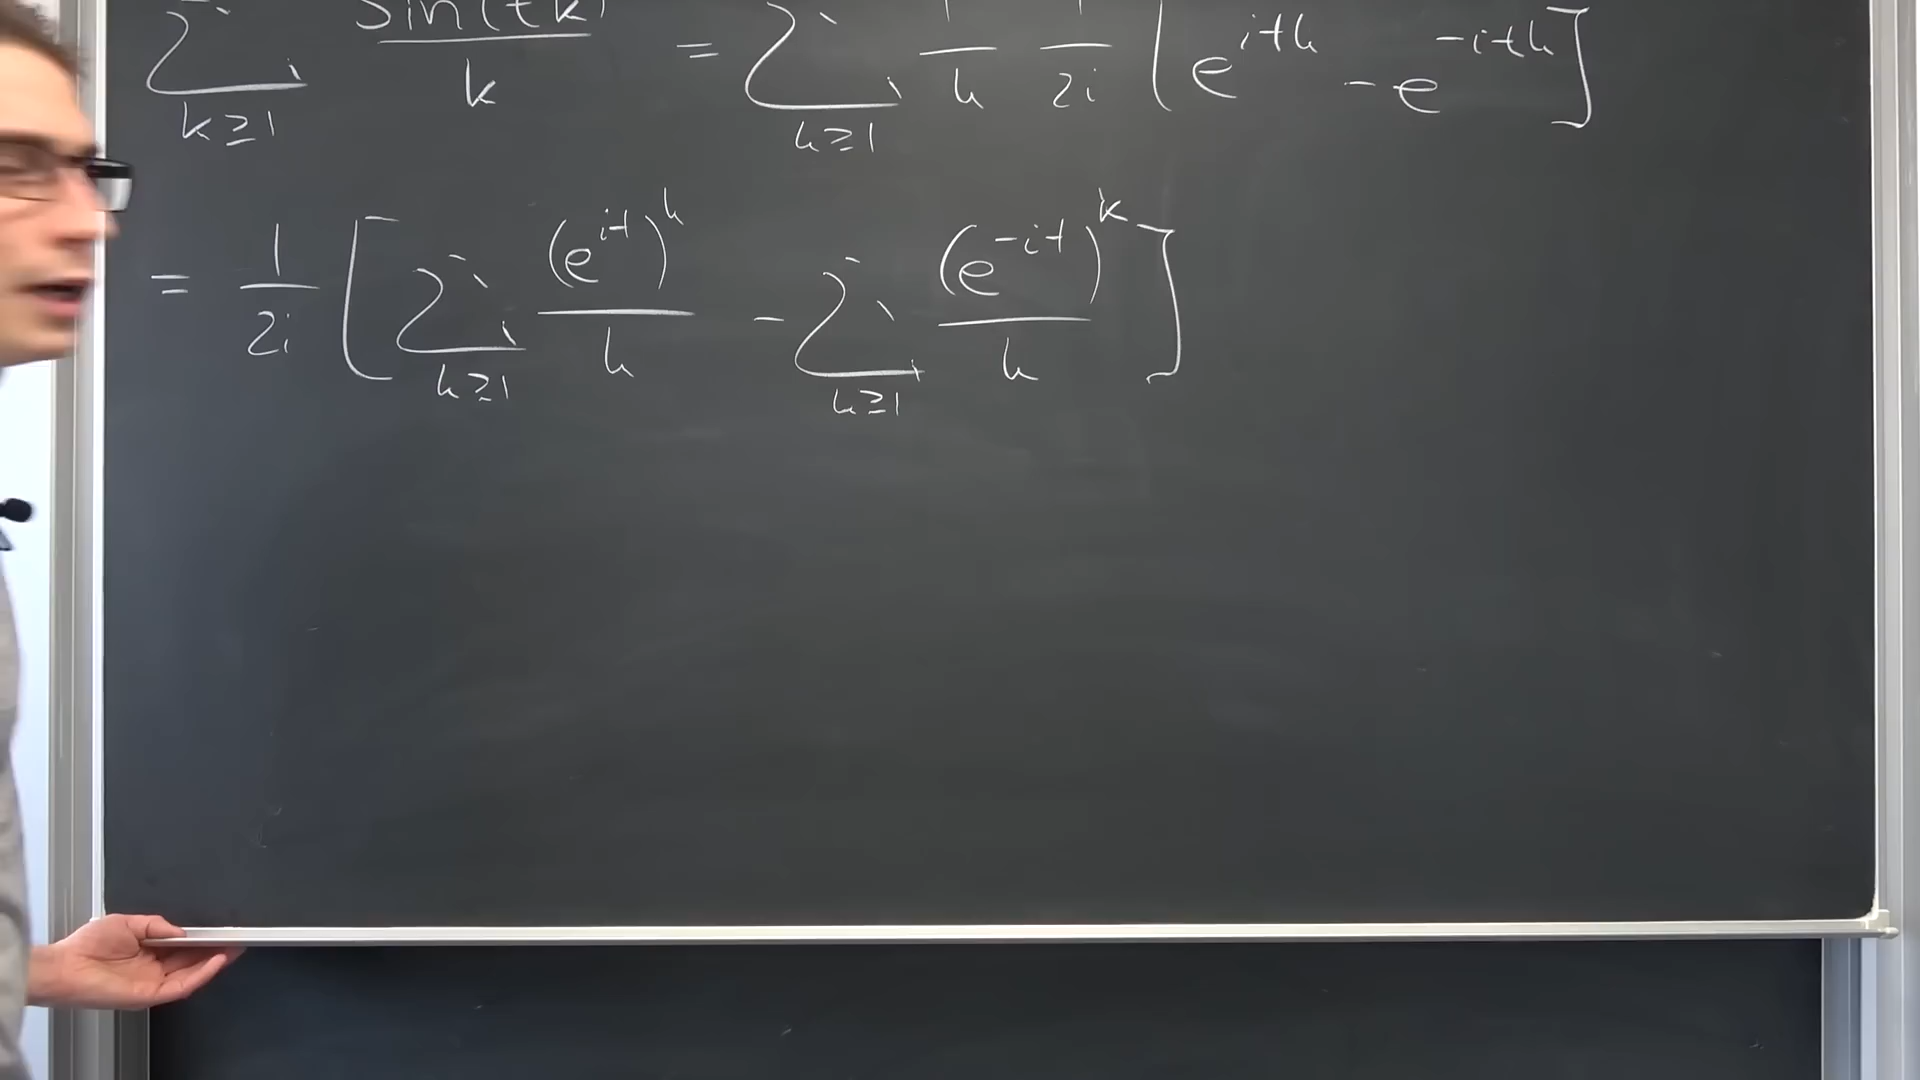 ∑_{k≥1} sin(tk)/k = ∑_{k≥1} 1/k 1/2i [e^{itk} - e^{-itk}]
= 1/2i [∑_{k≥1} (e^{it})^k/k - ∑_{k≥1} (e^{-it})^k/k]